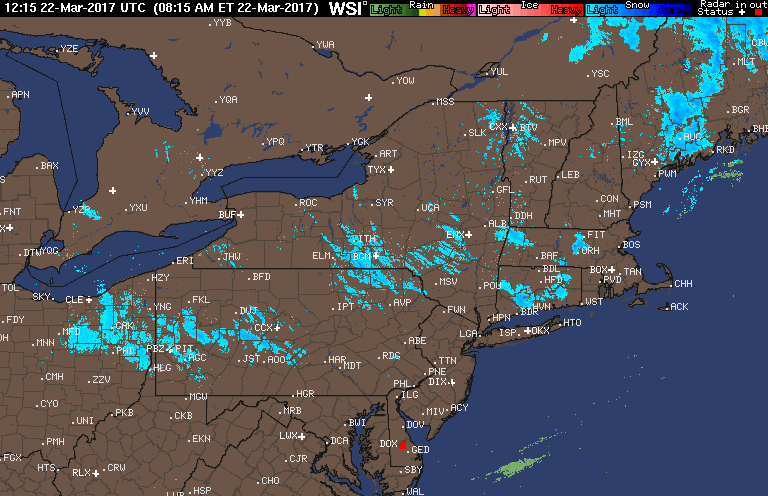 12:15 22-Mar-2017 UTC (08:15 AM ET 22-Mar-2017) WSI Light Rain Heavy Light Ice Heavy Light Snow Heavy Radar in out
Status
YYB
YZE
YWA
CBW
YSC
MLT
YUL
YOW
APN
YQA
MSS
YVV
BGR
BML
CXX BTV
SLK
BHB
AUG
YPQ
YTR
YGK
MPV
RKD
ART
IZG
GYX
BAX
YYZ
TYX
PWM
LEB
RUT
GFL
YHM
ROC
SYR
CON
PSM
YXU
UCA
MHT
FNT
BUF
DDH
ALB
FIT
ITH
BOS
DTW YQG
ORH
JHW
ELM
BGM
BAF
ERI
BDL
BOX
TAN
HZY
BFD
HFD
PVD
TOL
MSV
POU
CHH
SKY
CLE
FKL
AVP
HVN
WST
YNG
IPT
ACK
FWN
BDR
HPN
DUJ
FDY
CAK
CCX
HTO
MFD
ISP
OKX
LGA
MNN
ABE
PBZ
PIT
AGC
JST
AOO
HAR
RDG
TTN
MDT
HLG
PNE
CMH
ZZV
PHL
DIX
HGR
ILG
MGW
CYO
MRB
MIV
ACY
PKB
CKB
UNI
BWI
DOV
EKN
LWX
DCA
DOX
PMH
GED
FGX
CJR
HTS
CRW
SBY
RLX
CHO
HSP
WAL